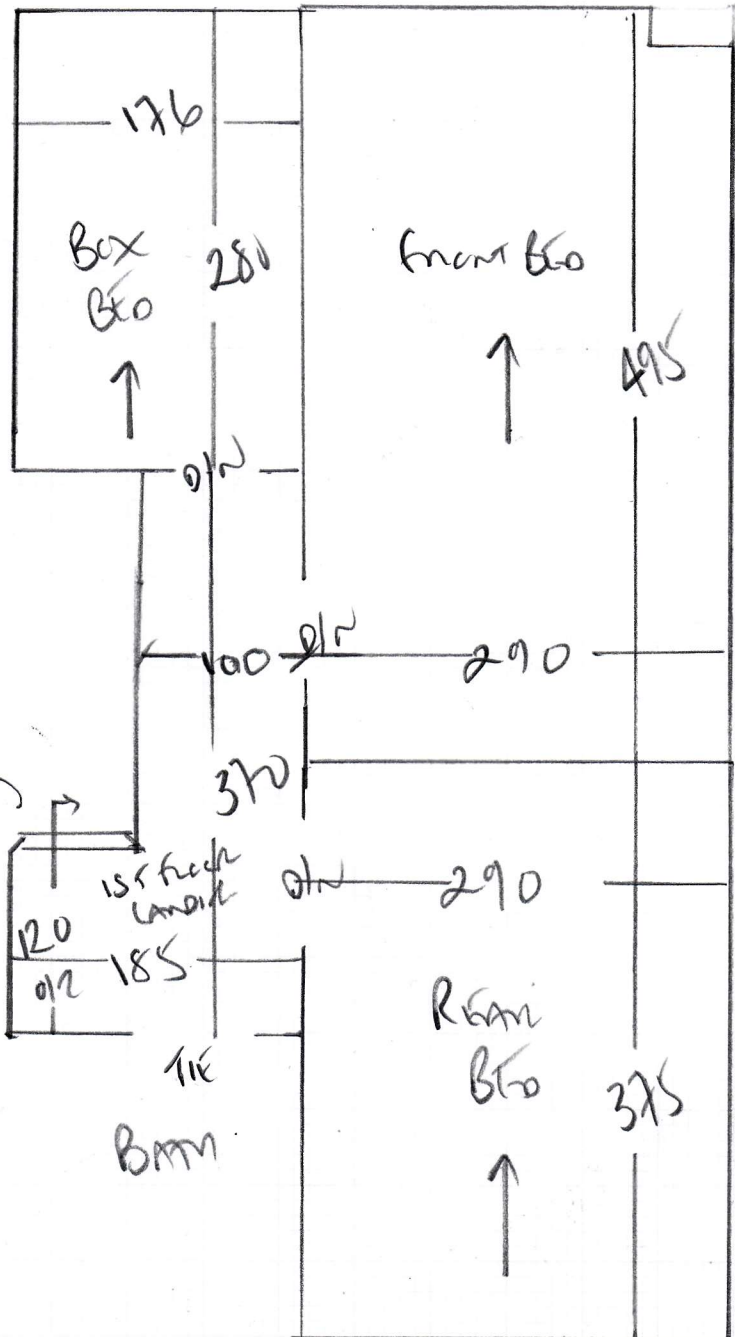 176
BOX
BED
280
FRONT BED
495
D/N
100
D/N
290
370
1ST FLOOR
LANDING
D/N
290
120
185
REAR
BED
375
BATH